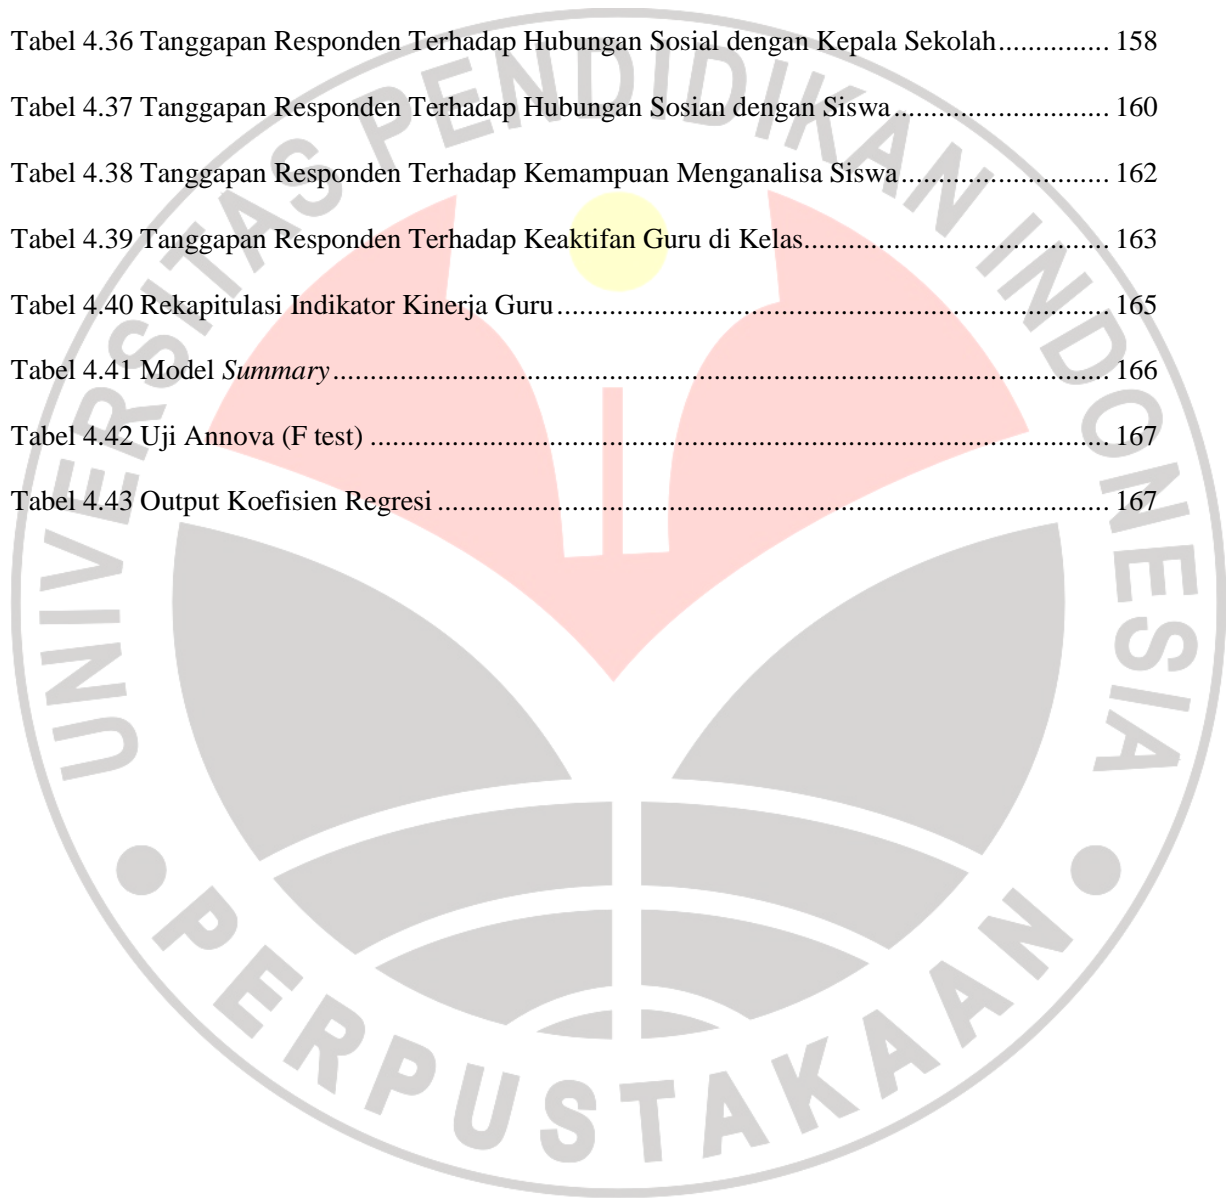 Tabel 4.36 Tanggapan Responden Terhadap Hubungan Sosial dengan Kepala Sekolah............... 158
Tabel 4.37 Tanggapan Responden Terhadap Hubungan Sosian dengan Siswa............................. 160
Tabel 4.38 Tanggapan Responden Terhadap Kemampuan Menganalisa Siswa............................ 162
Tabel 4.39 Tanggapan Responden Terhadap Keaktifan Guru di Kelas......................................... 163
Tabel 4.40 Rekapitulasi Indikator Kinerja Guru.......................................................................... 165
Tabel 4.41 Model Summary........................................................................................................ 166
Tabel 4.42 Uji Annova (F test) ................................................................................................... 167
Tabel 4.43 Output Koefisien Regresi.......................................................................................... 167
UNIVERSITAS PENDIDIKAN INDONESIA
PERPUSTAKAAN